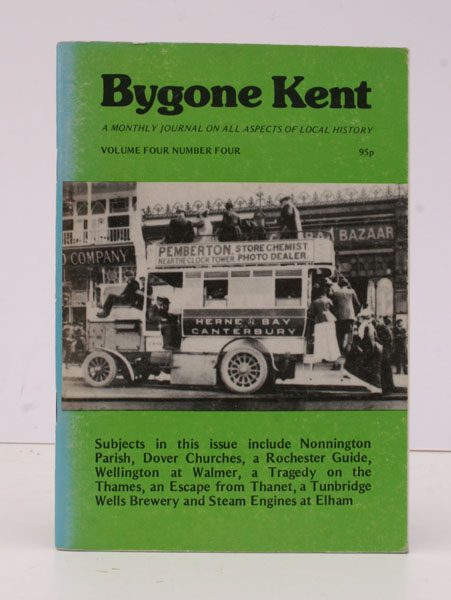 Bygone Kent
A MONTHLY JOURNAL ON ALL ASPECTS OF LOCAL HISTORY
VOLUME FOUR NUMBER FOUR 95p
BAZAAR
COMPANY
PEMBERTON STORE CHEMIST.
NEAR THE CLOCK TOWER. PHOTO DEALER.
HERNE BAY
CANTERBURY
Subjects in this issue include Nonnington
Parish, Dover Churches, a Rochester Guide,
Wellington at Walmer, a Tragedy on the
Thames, an Escape from Thanet, a Tunbridge
Wells Brewery and Steam Engines at Elham